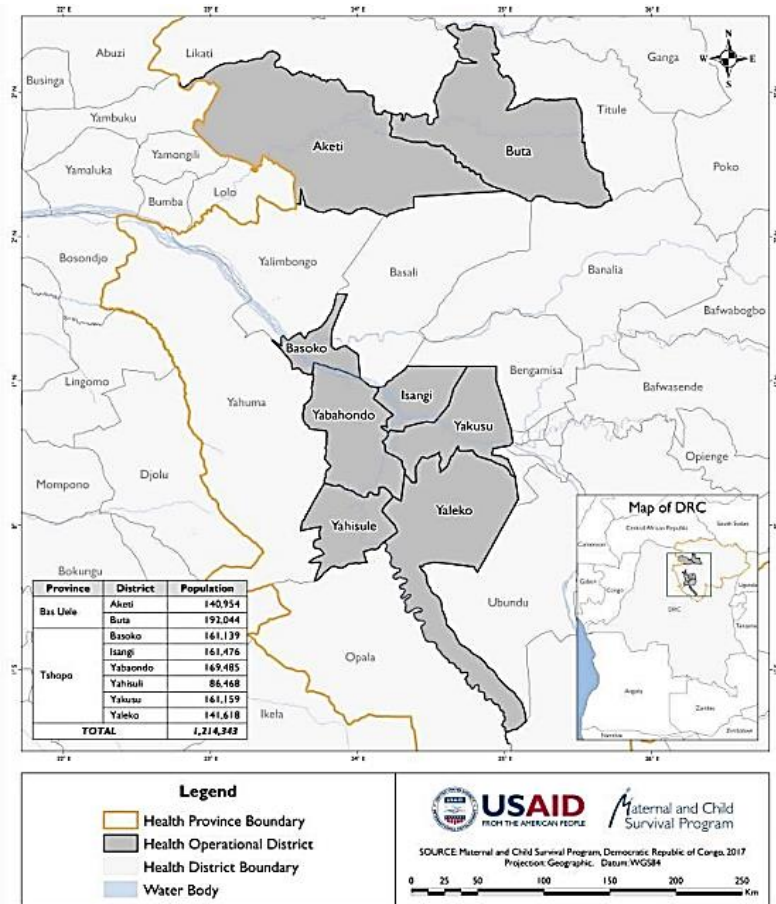 22°E 23°E 24°E 25°E 26°E
N
W E
S
Abuzi Likati Ganga
Businga
Yambuku Titule
Aketi Buta
Yamongili Poko
Yamaluka
Bumba Lolo
2°N
Bosondjo Yalimbongo Basali Banalia
Bafwabogbo
Basoko
Bengamisa
Isangi Bafwasende
Lingomo
Yahuma Yabahondo Yakusu
Opienge
Djolu
Mompono
Yahisule Yaleko
Bokungu
Ubundu
Opala
Ikela
Map of DRC
Central African Republic South Sudan
Cameroon
Gabon Congo Uganda
DRC
Tanzania
Angola
Zambia
Namibia Zimbabwe
Province District Population
Bas Uele Aketi 140,954
Buta 192,044
Tshopo Basoko 161,139
Isangi 161,476
Yabaondo 169,485
Yahisuli 86,468
Yakusu 161,159
Yaleko 141,618
TOTAL 1,214,343
22°E 23°E 24°E 25°E 26°E
Legend
Health Province Boundary
Health Operational District
Health District Boundary
Water Body
USAID
FROM THE AMERICAN PEOPLE
Maternal and Child
Survival Program
SOURCE: Maternal and Child Survival Program, Democratic Republic of Congo, 2017
Projection: Geographic. Datum: WGS84
0 50 100 150 200 250
Km